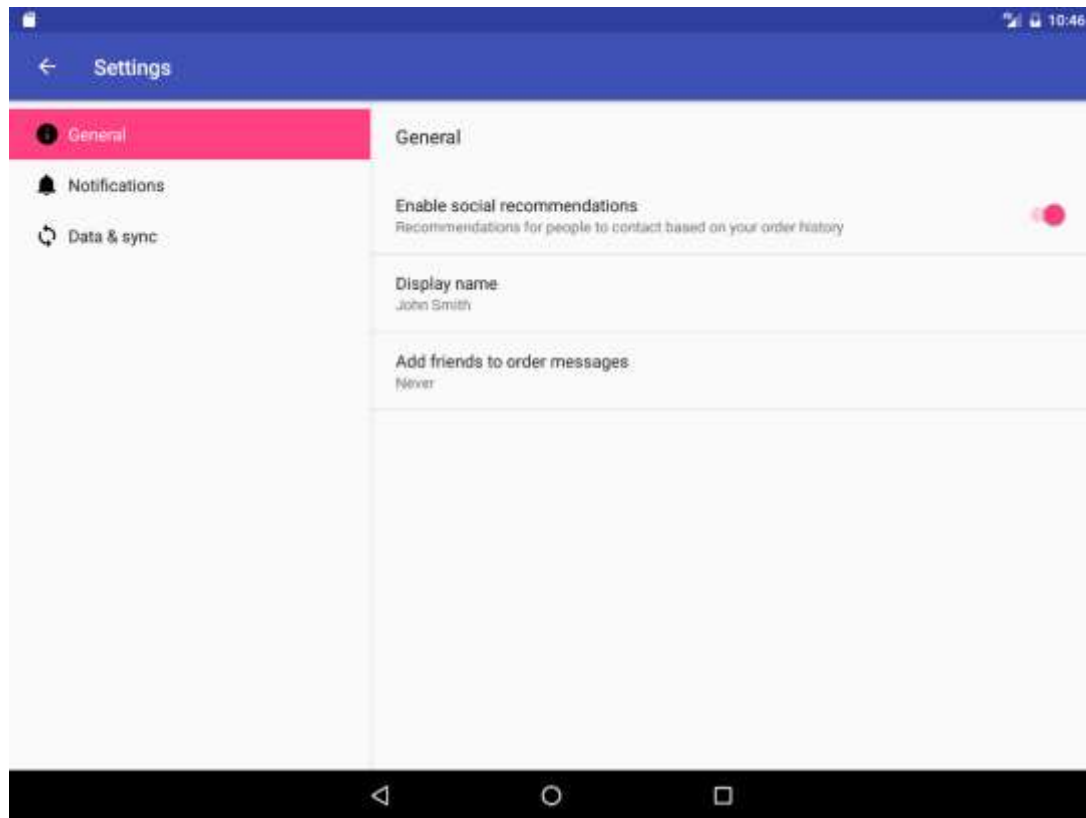 10:46
Settings
General
Notifications
Data & sync
General
Enable social recommendations
Recommendations for people to contact based on your order history
Display name
John Smith
Add friends to order messages
Never